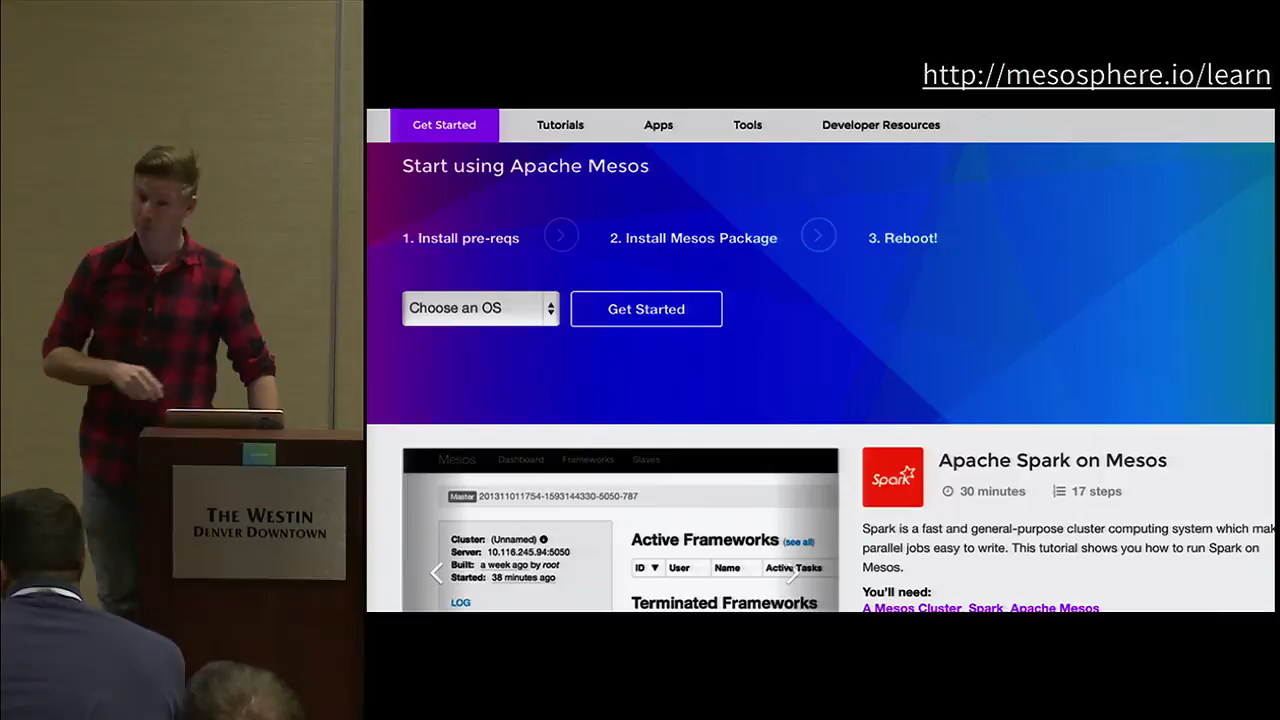 http://mesosphere.io/learn
Get Started Tutorials Apps Tools Developer Resources
Start using Apache Mesos
1. Install pre-reqs 2. Install Mesos Package 3. Reboot!
Choose an OS Get Started
Mesos Dashboard Frameworks Slaves
Master 201311011754-1593144330-5050-787
Cluster: (Unnamed)
Server: 10.116.245.94:5050
Built: a week ago by root
Started: 38 minutes ago
LOG
Active Frameworks (see all)
ID ▼ User Name Active Tasks
Terminated Frameworks
Spark
Apache Spark on Mesos
30 minutes 17 steps
Spark is a fast and general-purpose cluster computing system which mak
parallel jobs easy to write. This tutorial shows you how to run Spark on
Mesos.
You'll need:
A Mesos Cluster, Spark, Apache Mesos
THE WESTIN
DENVER DOWNTOWN